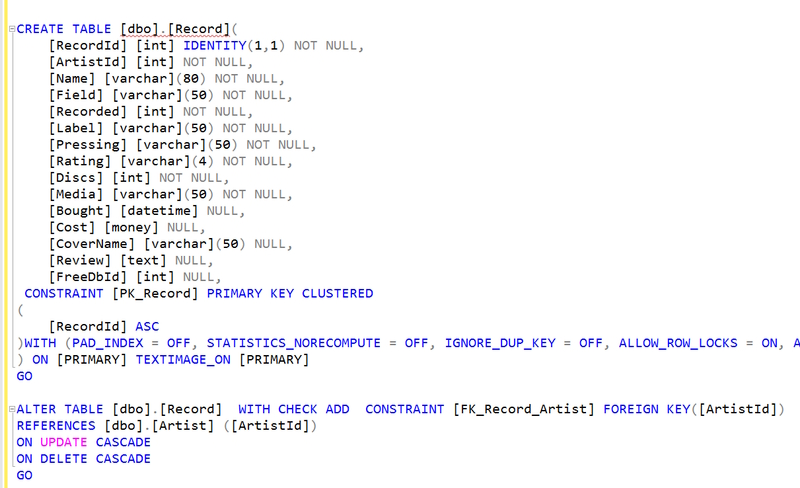 CREATE TABLE [dbo].[Record](
[RecordId] [int] IDENTITY(1,1) NOT NULL,
[ArtistId] [int] NOT NULL,
[Name] [varchar](80) NOT NULL,
[Field] [varchar](50) NOT NULL,
[Recorded] [int] NOT NULL,
[Label] [varchar](50) NOT NULL,
[Pressing] [varchar](50) NOT NULL,
[Rating] [varchar](4) NOT NULL,
[Discs] [int] NOT NULL,
[Media] [varchar](50) NOT NULL,
[Bought] [datetime] NULL,
[Cost] [money] NULL,
[CoverName] [varchar](50) NULL,
[Review] [text] NULL,
[FreeDbId] [int] NULL,
CONSTRAINT [PK_Record] PRIMARY KEY CLUSTERED
(
[RecordId] ASC
)WITH (PAD_INDEX = OFF, STATISTICS_NORECOMPUTE = OFF, IGNORE_DUP_KEY = OFF, ALLOW_ROW_LOCKS = ON, A
) ON [PRIMARY] TEXTIMAGE_ON [PRIMARY]
GO
ALTER TABLE [dbo].[Record]  WITH CHECK ADD  CONSTRAINT [FK_Record_Artist] FOREIGN KEY([ArtistId])
REFERENCES [dbo].[Artist] ([ArtistId])
ON UPDATE CASCADE
ON DELETE CASCADE
GO